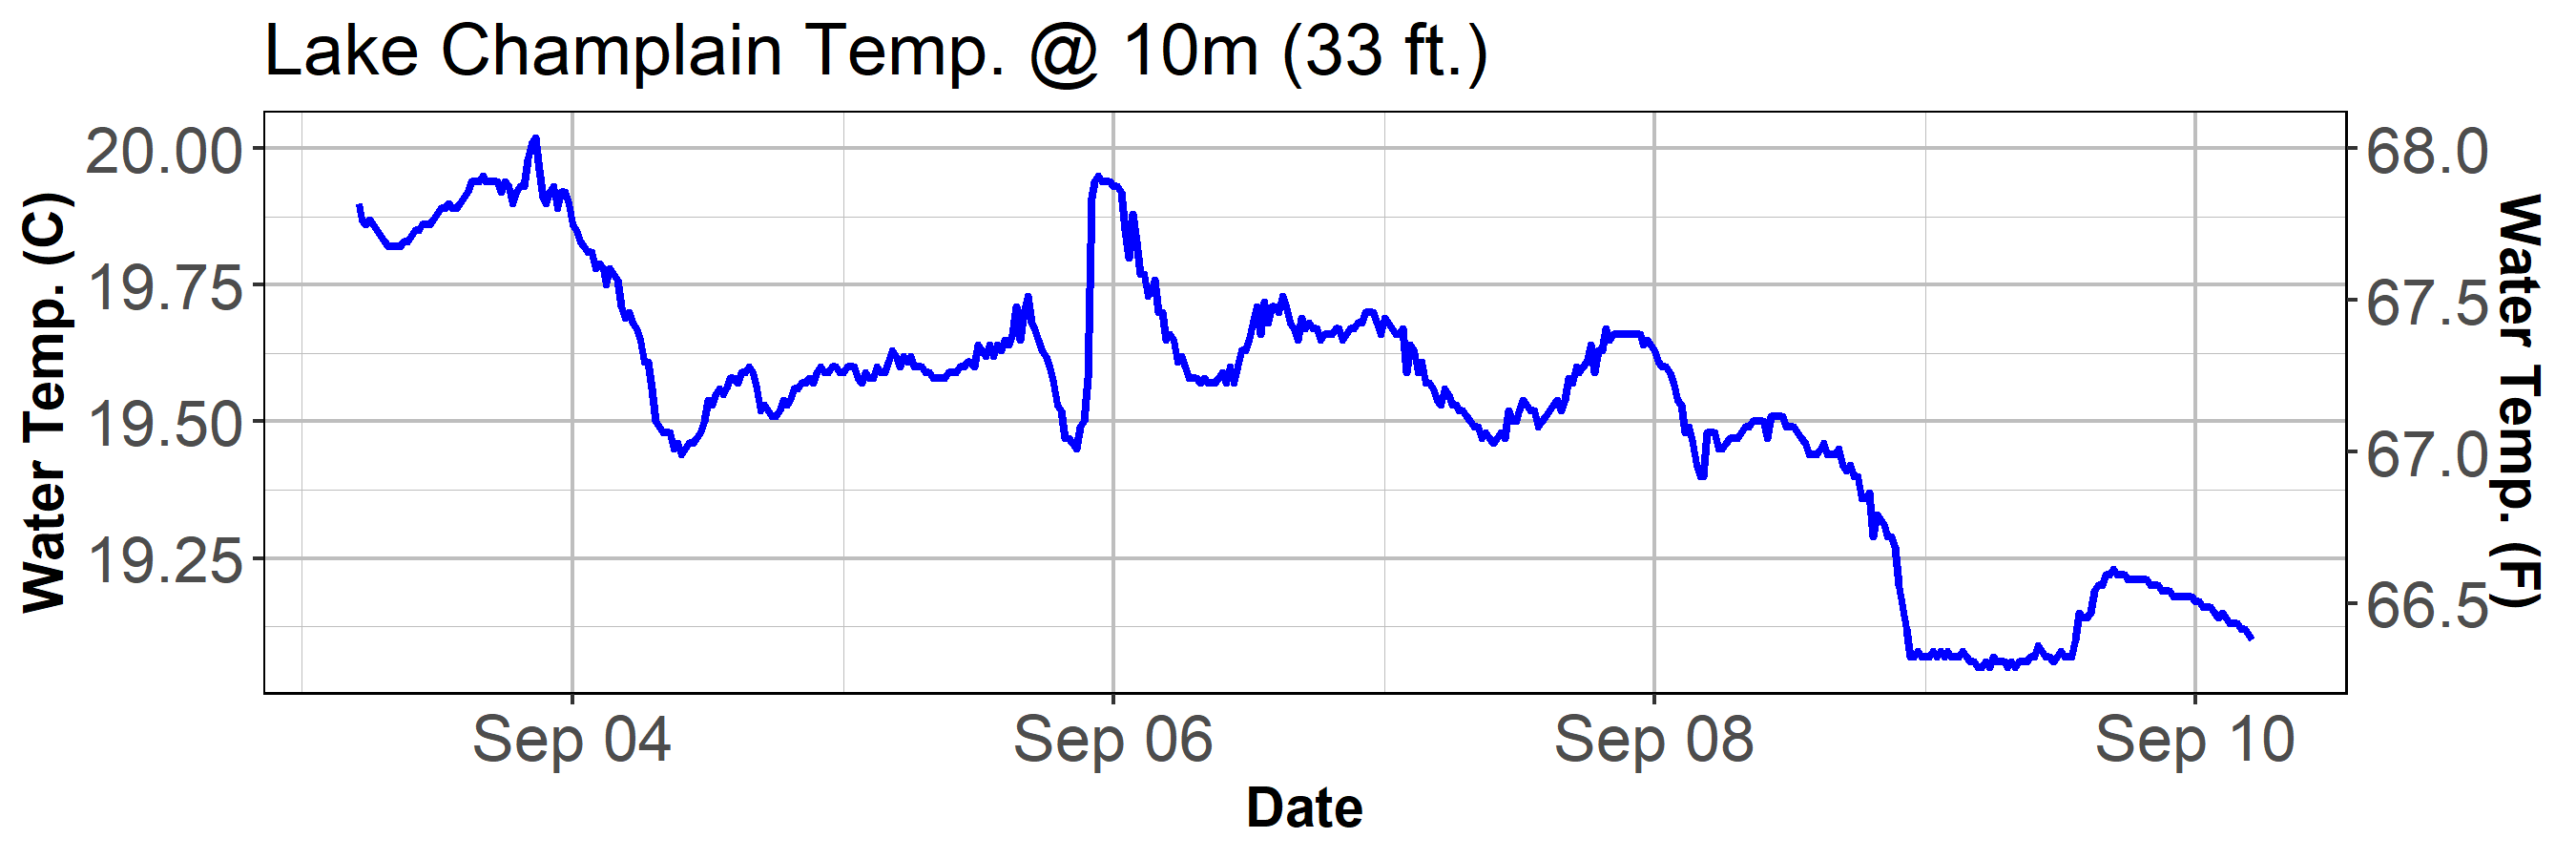 Lake Champlain Temp. @ 10m (33 ft.)
Water Temp. (C)
20.00
19.75
19.50
19.25
68.0
67.5
67.0
66.5
Water Temp. (F)
Sep 04 Sep 06 Sep 08 Sep 10
Date